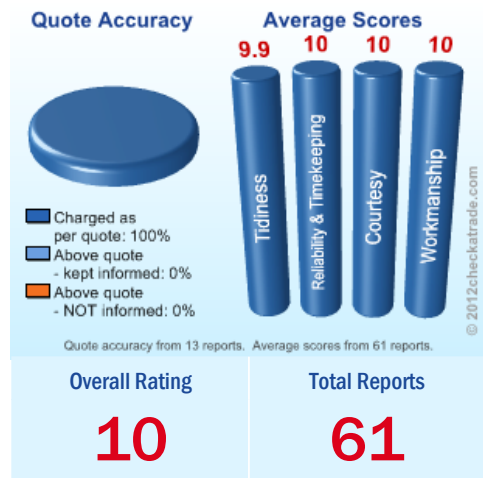 Quote Accuracy
Average Scores
9.9
10
10
10
Tidiness
Reliability & Timekeeping
Courtesy
Workmanship
Charged as
per quote: 100%
Above quote
- kept informed: 0%
Above quote
- NOT informed: 0%
© 2012checkatrade.com
Quote accuracy from 13 reports. Average scores from 61 reports.
Overall Rating
10
Total Reports
61